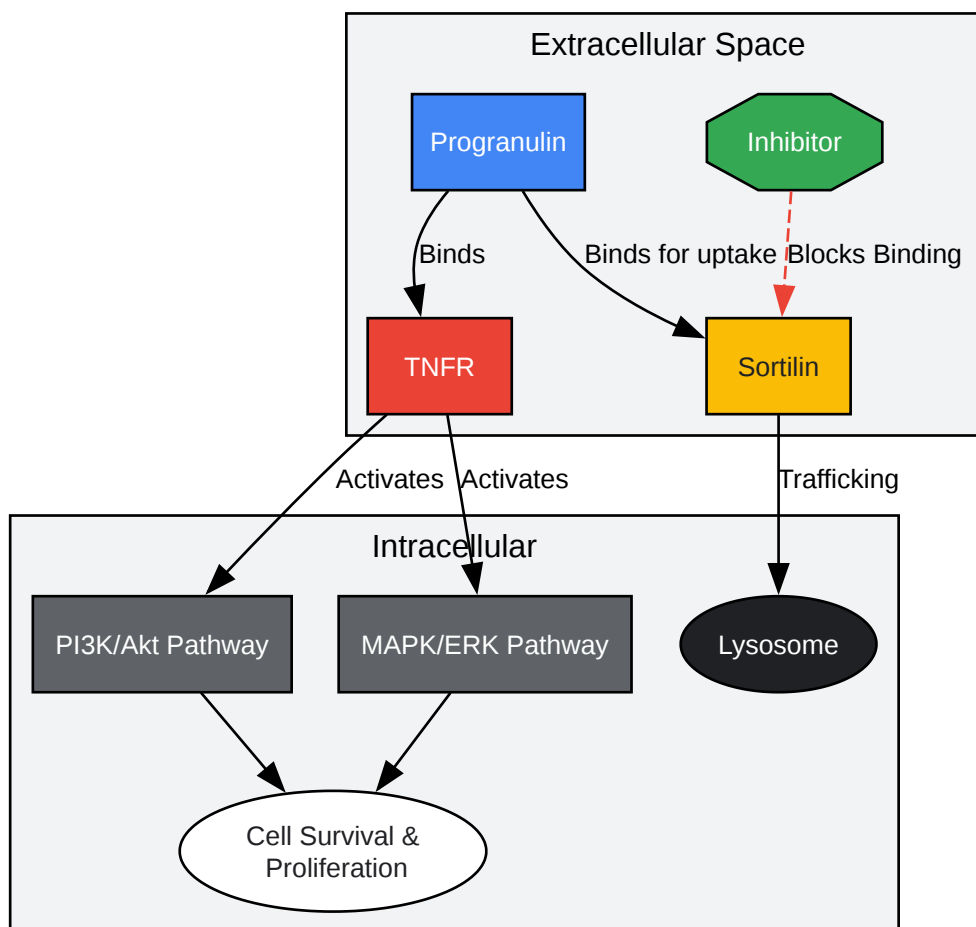 Extracellular Space
Progranulin
Inhibitor
Binds
Binds for uptake
Blocks Binding
TNFR
Sortilin
Activates
Activates
Trafficking
Intracellular
PI3K/Akt Pathway
MAPK/ERK Pathway
Lysosome
Cell Survival &
Proliferation